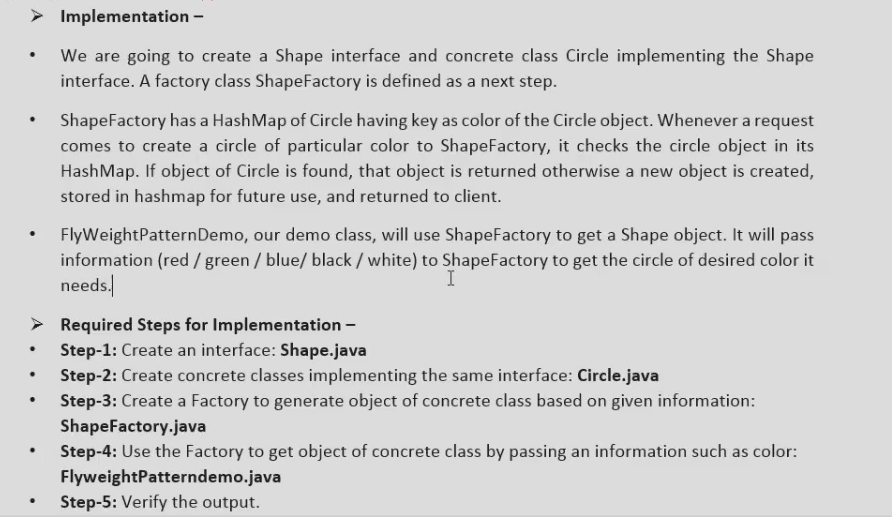 ➤ Implementation –
• We are going to create a Shape interface and concrete class Circle implementing the Shape
interface. A factory class ShapeFactory is defined as a next step.
• ShapeFactory has a HashMap of Circle having key as color of the Circle object. Whenever a request
comes to create a circle of particular color to ShapeFactory, it checks the circle object in its
HashMap. If object of Circle is found, that object is returned otherwise a new object is created,
stored in hashmap for future use, and returned to client.
• FlyWeightPatternDemo, our demo class, will use ShapeFactory to get a Shape object. It will pass
information (red / green / blue/ black / white) to ShapeFactory to get the circle of desired color it
needs.
➤ Required Steps for Implementation –
• Step-1: Create an interface: Shape.java
• Step-2: Create concrete classes implementing the same interface: Circle.java
• Step-3: Create a Factory to generate object of concrete class based on given information:
ShapeFactory.java
• Step-4: Use the Factory to get object of concrete class by passing an information such as color:
FlyweightPatterndemo.java
• Step-5: Verify the output.